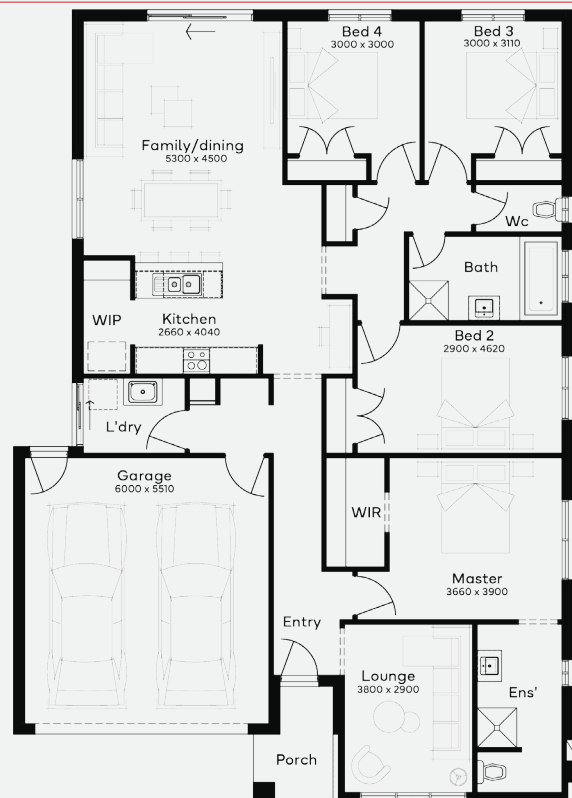 Bed 4
3000 x 3000
Bed 3
3000 x 3110
Family/dining
5300 x 4500
Wc
Bath
WIP
Kitchen
2660 x 4040
Bed 2
2900 x 4620
L'dry
Garage
6000 x 5510
WIR
Master
3660 x 3900
Entry
Lounge
3800 x 2900
Ens'
Porch